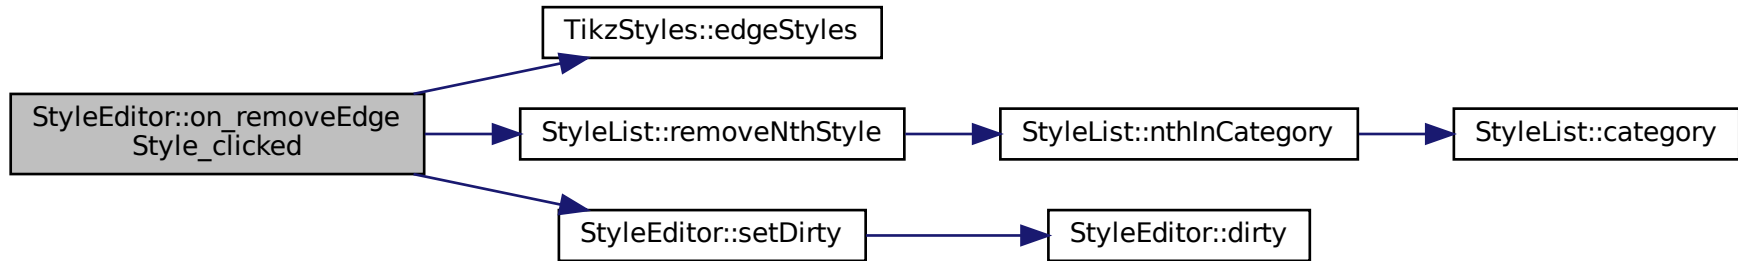 TikzStyles::edgeStyles
StyleEditor::on_removeEdge
Style_clicked
StyleList::removeNthStyle
StyleList::nthInCategory
StyleList::category
StyleEditor::setDirty
StyleEditor::dirty